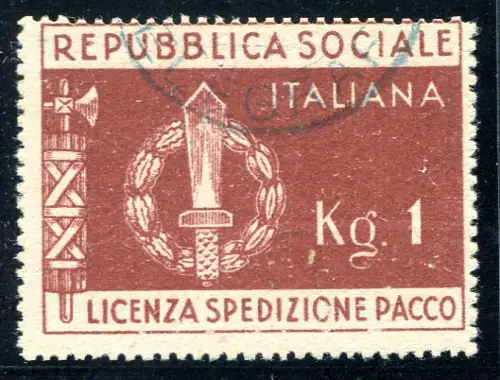 REPUBBLICA SOCIALE
ITALIANA
Kg. 1
LICENZA SPEDIZIONE PACCO